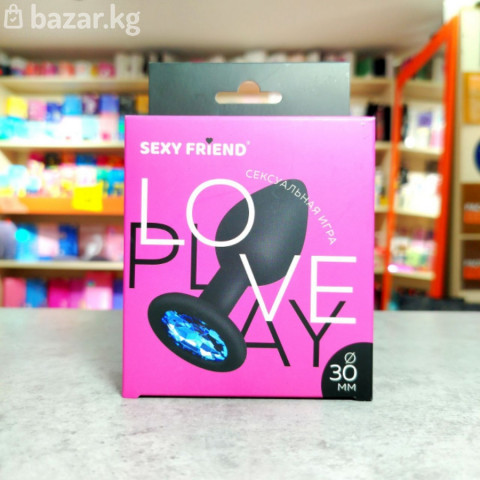 bazar.kg
SEXY FRIEND®
СЕКСУАЛЬНАЯ ИГРА
LO
VE
PL
AY
Ø
30
ММ